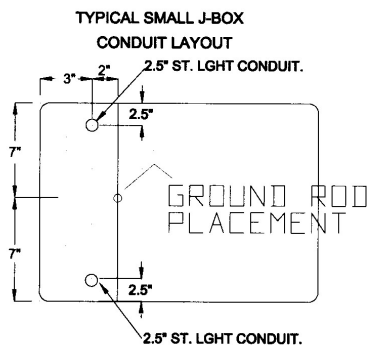 TYPICAL SMALL J-BOX
CONDUIT LAYOUT
3"
2"
2.5" ST. LGHT CONDUIT.
2.5"
7"
GROUND ROD
PLACEMENT
7"
2.5"
2.5" ST. LGHT CONDUIT.